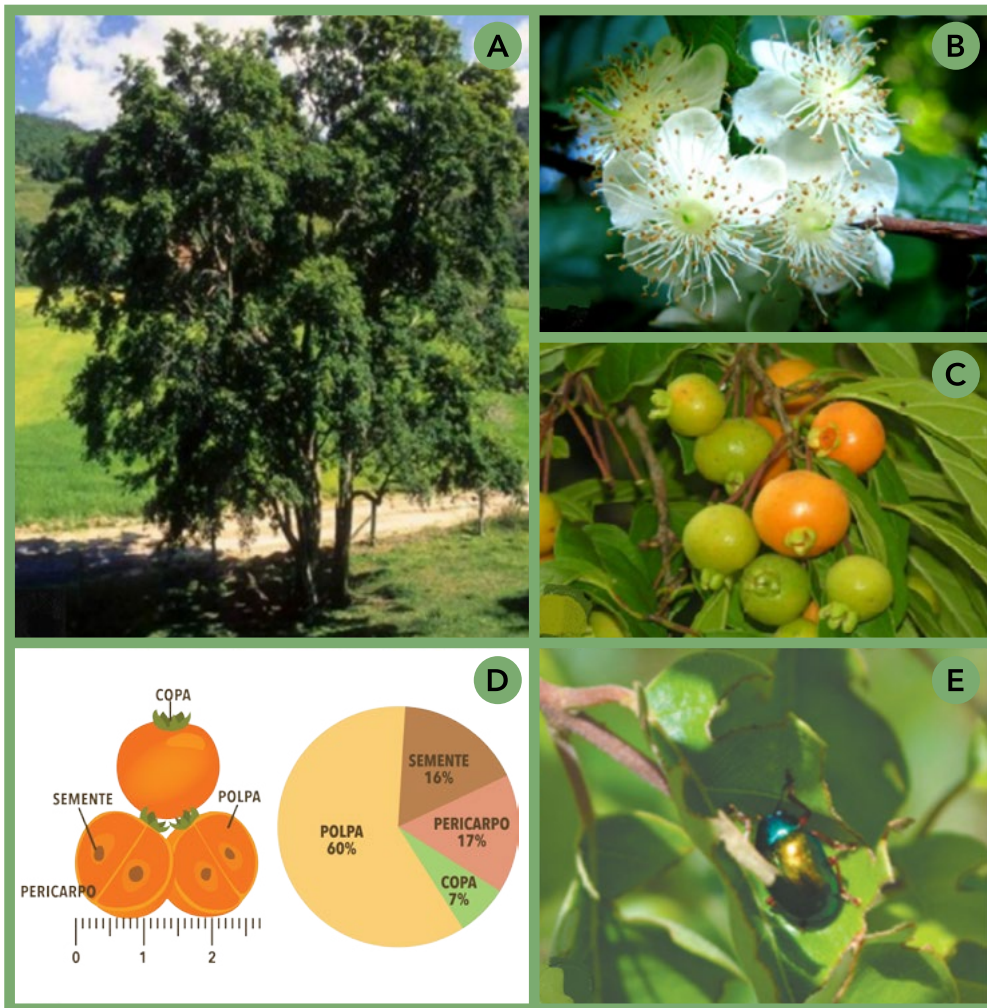 A
B
C
D
COPA
SEMENTE
POLPA
PERICARPO
0 1 2
SEMENTE
16%
POLPA
60%
PERICARPO
17%
COPA
7%
E